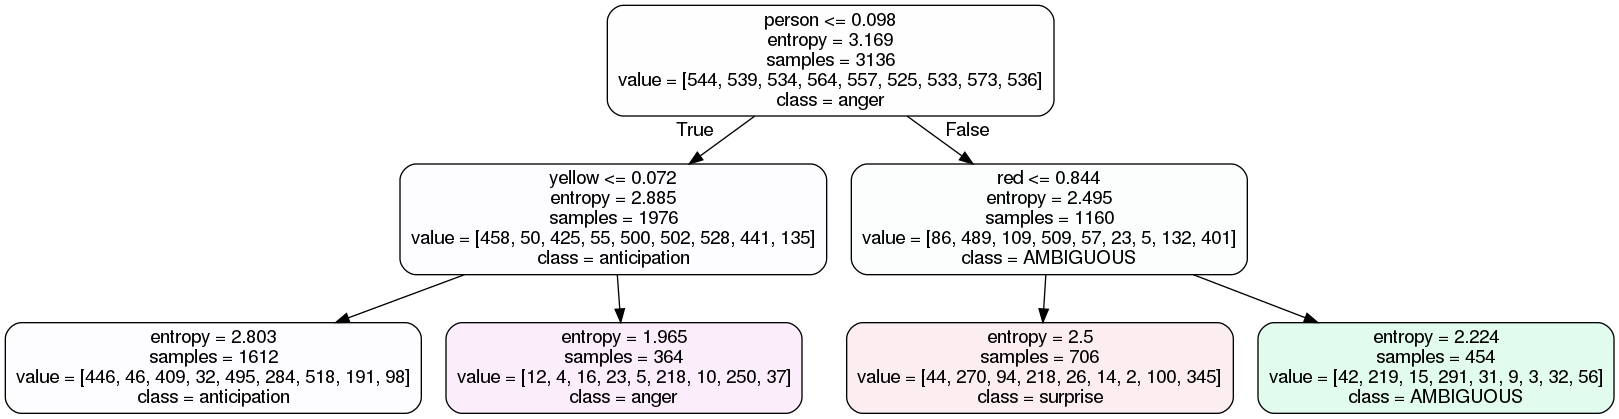 person <= 0.098
entropy = 3.169
samples = 3136
value = [544, 539, 534, 564, 557, 525, 533, 573, 536]
class = anger
True
False
yellow <= 0.072
entropy = 2.885
samples = 1976
value = [458, 50, 425, 55, 500, 502, 528, 441, 135]
class = anticipation
red <= 0.844
entropy = 2.495
samples = 1160
value = [86, 489, 109, 509, 57, 23, 5, 132, 401]
class = AMBIGUOUS
entropy = 2.803
samples = 1612
value = [446, 46, 409, 32, 495, 284, 518, 191, 98]
class = anticipation
entropy = 1.965
samples = 364
value = [12, 4, 16, 23, 5, 218, 10, 250, 37]
class = anger
entropy = 2.5
samples = 706
value = [44, 270, 94, 218, 26, 14, 2, 100, 345]
class = surprise
entropy = 2.224
samples = 454
value = [42, 219, 15, 291, 31, 9, 3, 32, 56]
class = AMBIGUOUS